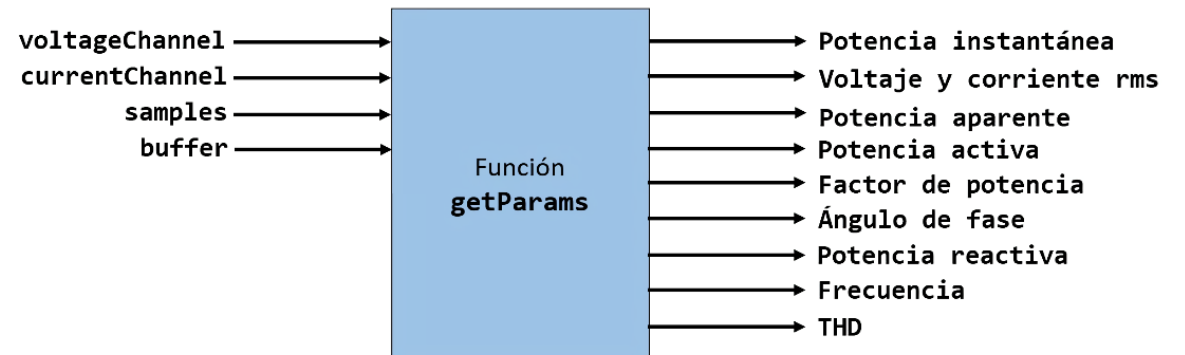 voltageChannel
currentChannel
samples
buffer
Función
getParams
Potencia instantánea
Voltaje y corriente rms
Potencia aparente
Potencia activa
Factor de potencia
Ángulo de fase
Potencia reactiva
Frecuencia
THD